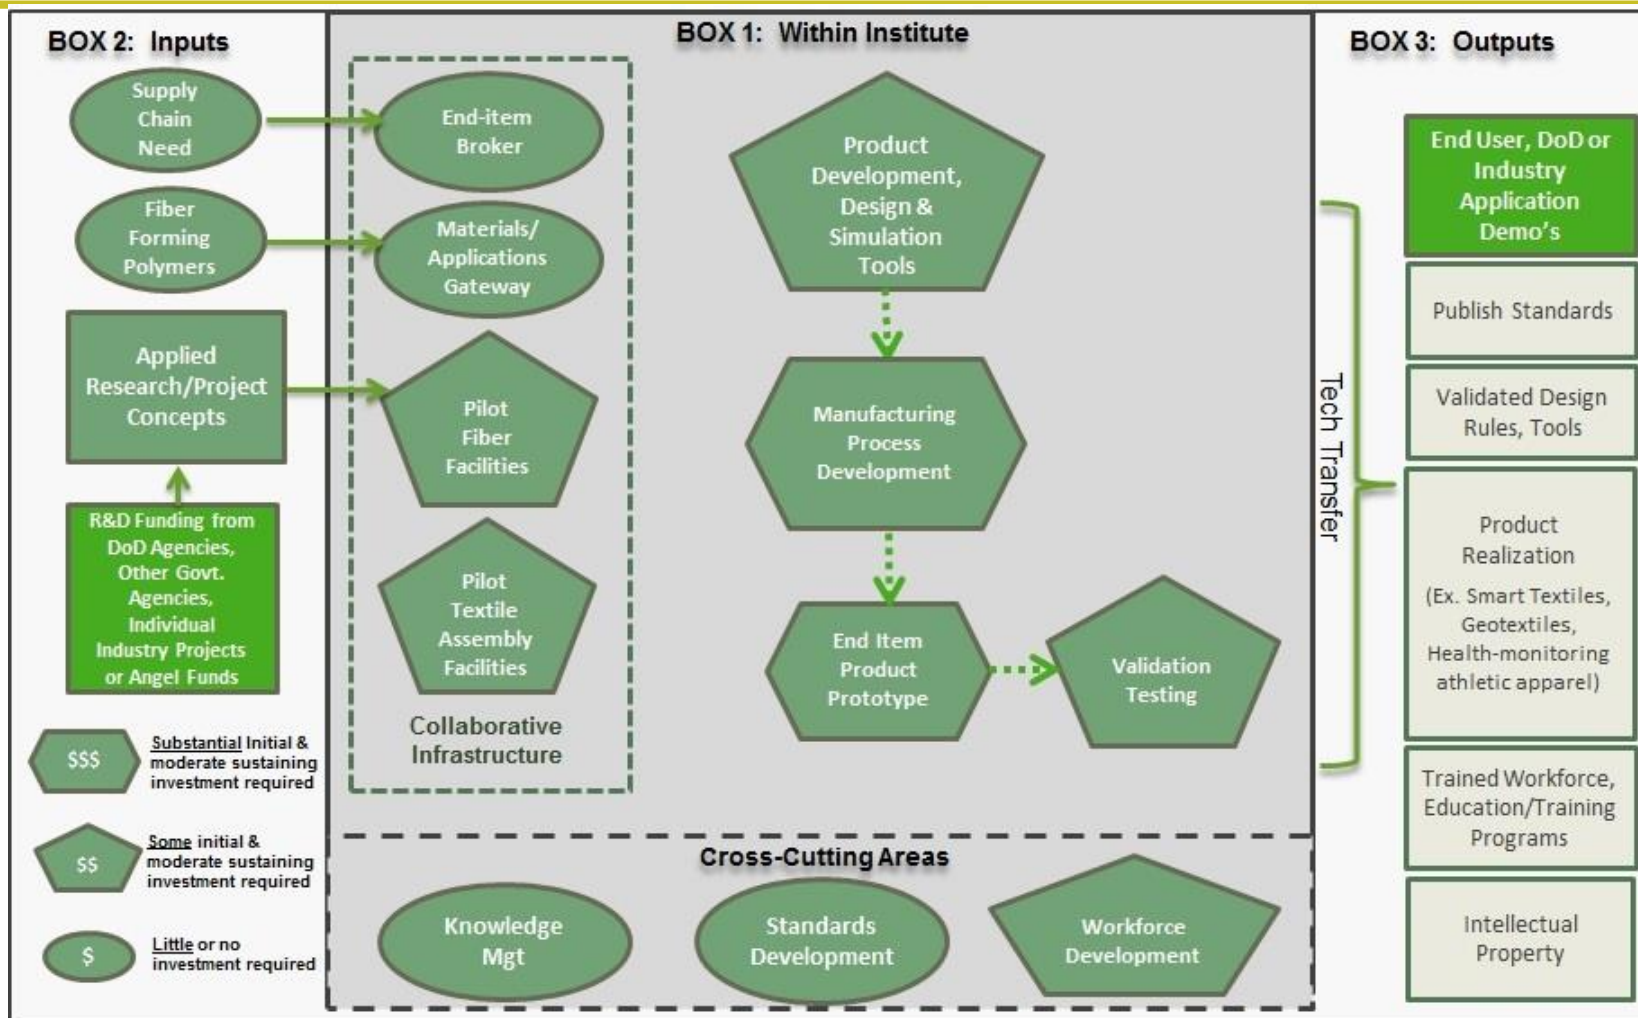 BOX 2:  Inputs
Supply
Chain
Need
Fiber
Forming
Polymers
Applied
Research/Project
Concepts
R&D Funding from
DoD Agencies,
Other Govt.
Agencies,
Individual
Industry Projects
or Angel Funds
$$$
Substantial Initial &
moderate sustaining
investment required
$$
Some initial &
moderate sustaining
investment required
$
Little or no
investment required
BOX 1:  Within Institute
End-item
Broker
Materials/
Applications
Gateway
Pilot
Fiber
Facilities
Pilot
Textile
Assembly
Facilities
Collaborative
Infrastructure
Product
Development,
Design &
Simulation
Tools
Manufacturing
Process
Development
End Item
Product
Prototype
Validation
Testing
Cross-Cutting Areas
Knowledge
Mgt
Standards
Development
Workforce
Development
Tech Transfer
BOX 3:  Outputs
End User, DoD or
Industry
Application
Demo's
Publish Standards
Validated Design
Rules, Tools
Product
Realization
(Ex. Smart Textiles,
Geotextiles,
Health-monitoring
athletic apparel)
Trained Workforce,
Education/Training
Programs
Intellectual
Property